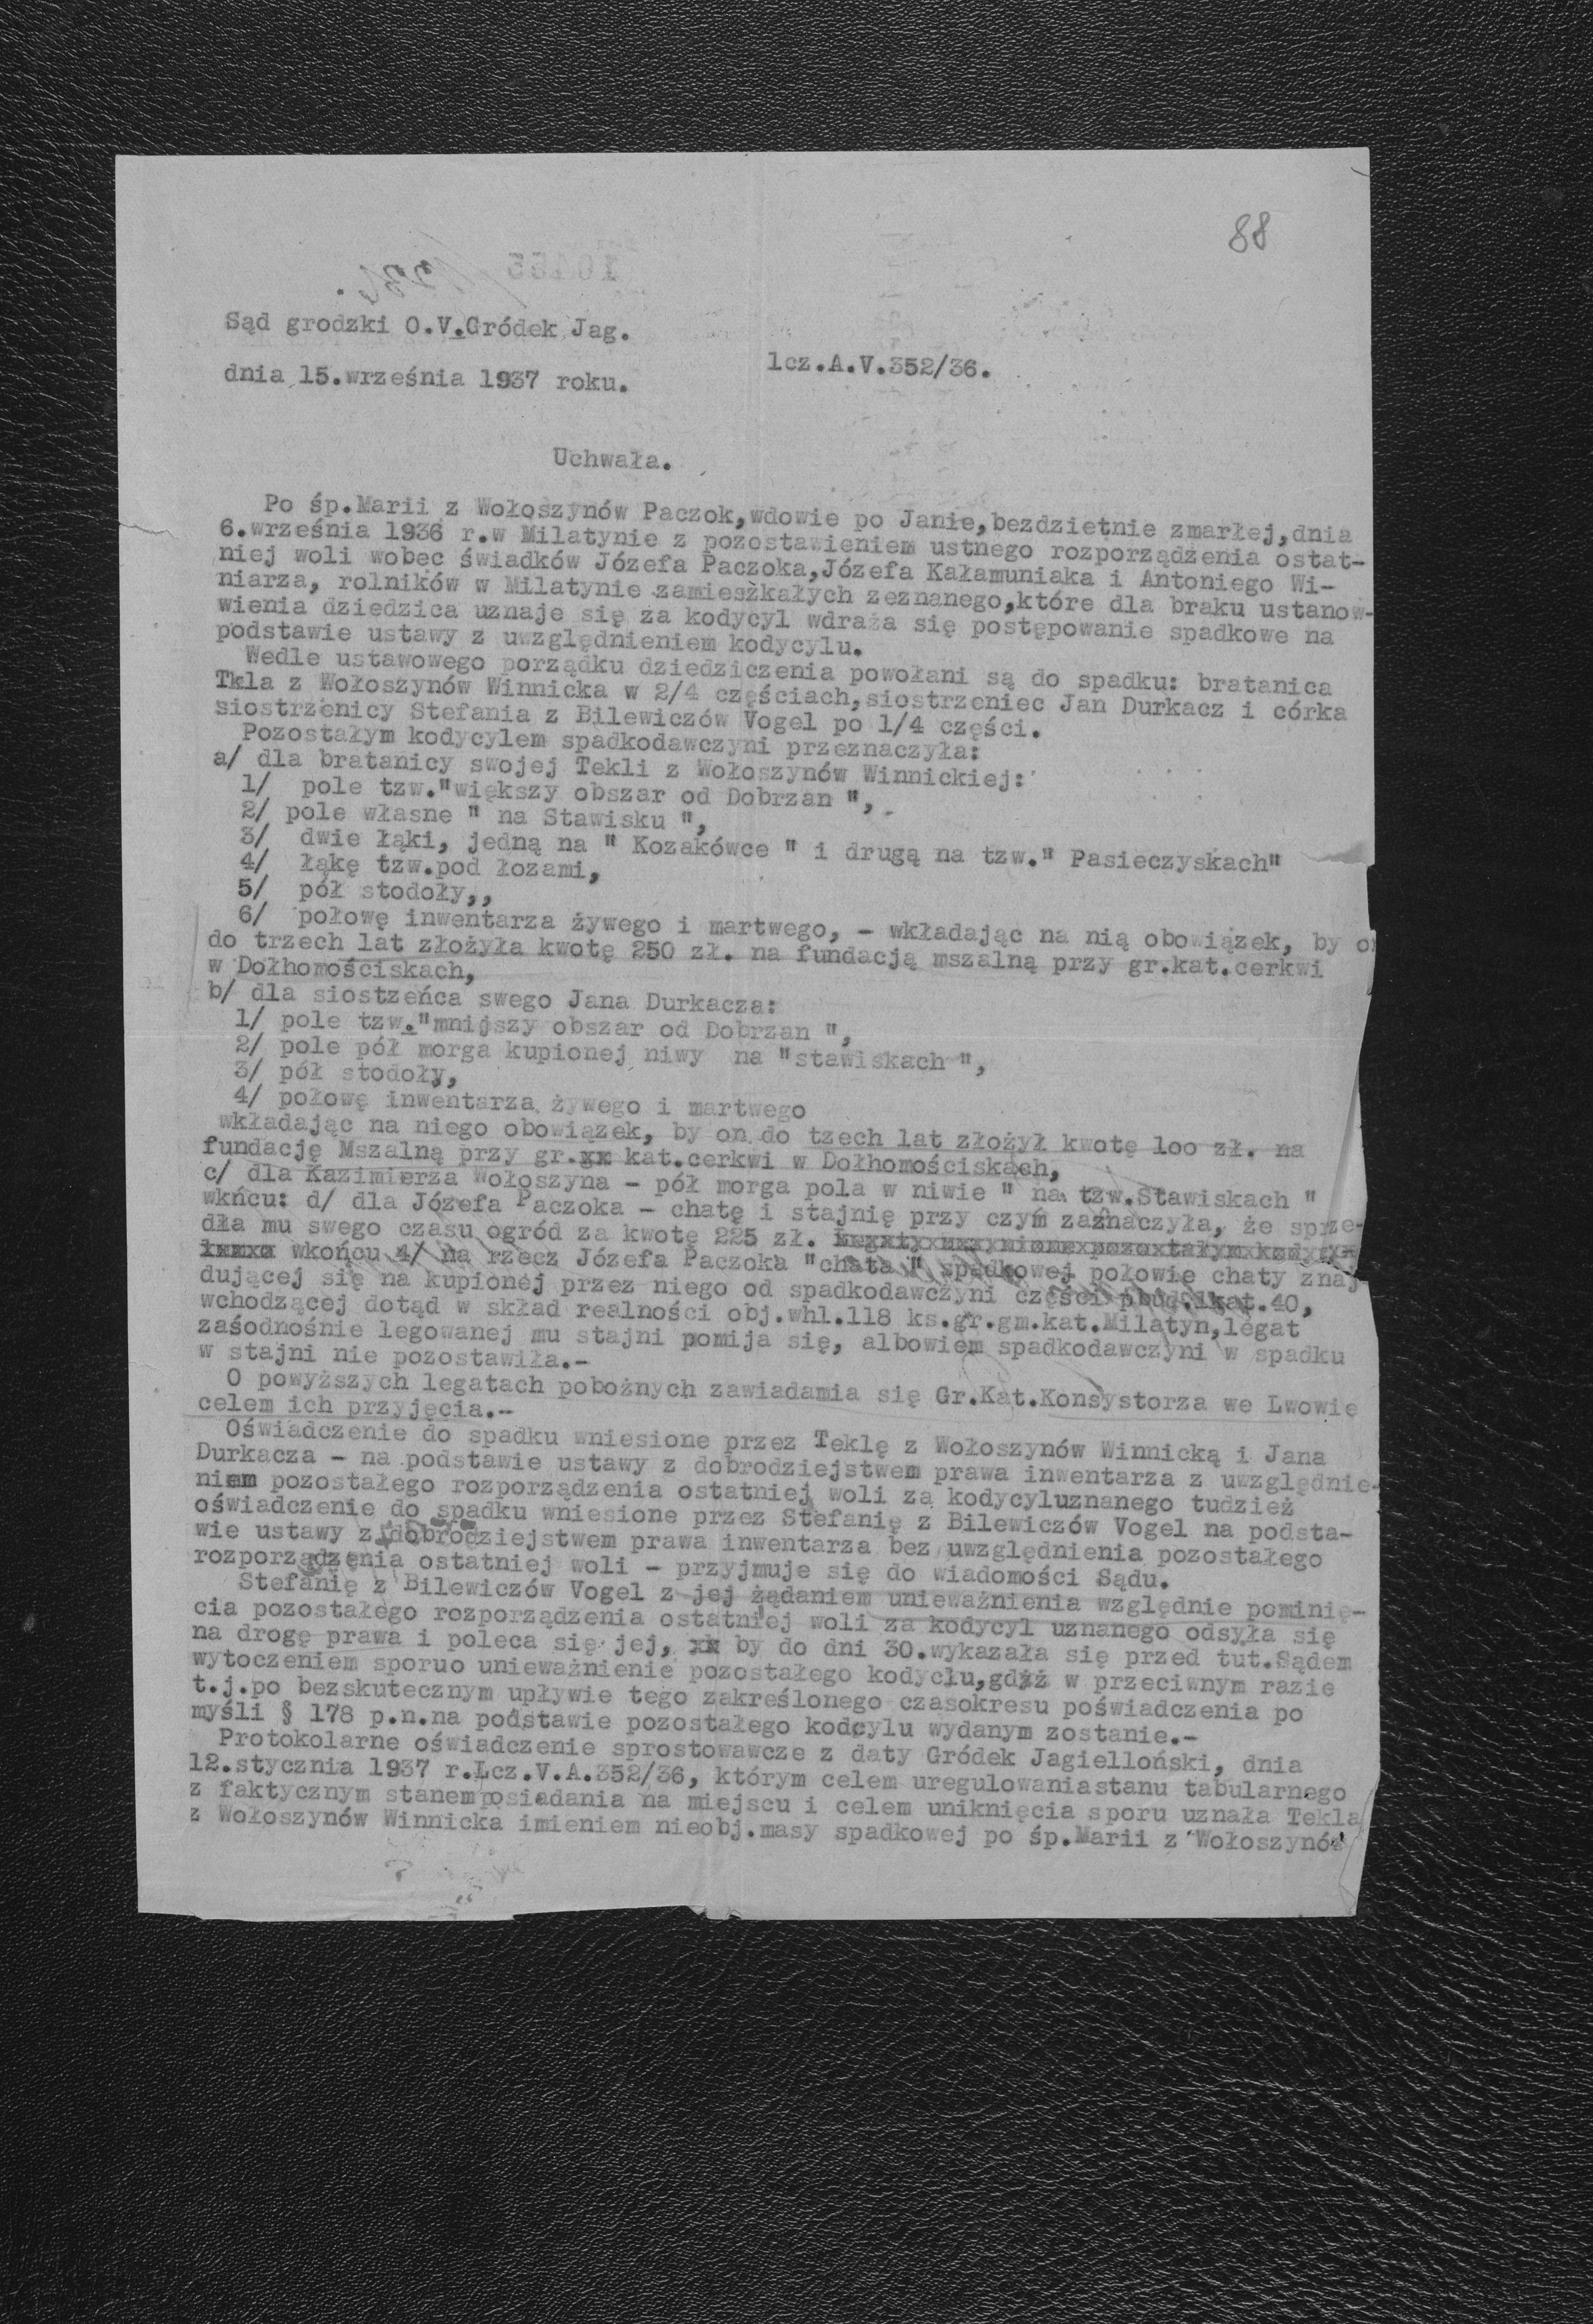 88
Sąd grodzki O.V.Gródek Jag.
lcz.A.V.352/36.
dnia 15.września 1937 roku.
Uchwała.
Po śp.Marii z Wołoszynów Paczok,wdowie po Janie,bezdzietnie zmarłej,dnia
6.września 1936 r.w Milatynie z pozostawieniem ustnego rozporządzenia ostat-
niej woli wobec świadków Józefa Paczoka,Józefa Kałamuniaka i Antoniego Wi-
niarza, rolników w Milatynie zamieszkałych zeznanego,które dla braku ustanow-
wienia dziedzica uznaje się za kodycyl wdraża się postępowanie spadkowe na
podstawie ustawy z uwzględnieniem kodycylu.
Wedle ustawowego porządku dziedziczenia powołani są do spadku: bratanica
Tkla z Wołoszynów Winnicka w 2/4 częściach,siostrzeniec Jan Durkacz i córka
siostrzenicy Stefania z Bilewiczów Vogel po 1/4 części.
Pozostałym kodycylem spadkodawczyni przeznaczyła:
a/ dla bratanicy swojej Tekli z Wołoszynów Winnickiej:
1/ pole tzw."większy obszar od Dobrzan ",
2/ pole własne " na Stawisku ",
3/ dwie łąki, jedną na " Kozakówce " i drugą na tzw." Pasieczyskach"
4/ łąkę tzw.pod łozami,
5/ pół stodoły,,
6/ połowę inwentarza żywego i martwego, - wkładając na nią obowiązek, by
do trzech lat złożyła kwotę 250 zł. na fundacją mszalną przy gr.kat.cerkwi
w Dołhomościskach,
b/ dla siostzeńca swego Jana Durkacza:
1/ pole tzw."mnijszy obszar od Dobrzan ",
2/ pole pół morga kupionej niwy na "stawiskach ",
3/ pół stodoły,
4/ połowę inwentarza żywego i martwego
wkładając na niego obowiązek, by on do tzech lat złożył kwotę loo zł. na
fundację Mszalną przy gr.xx kat.cerkwi w Dołhomościskach,
c/ dla Kazimierza Wołoszyna - pół morga pola w niwie " na tzw.Stawiskach "
wkńcu: d/ dla Józefa Paczoka - chatę i stajnię przy czym zaznaczyła, że sprze-
dła mu swego czasu ogród za kwotę 225 zł.
wkońcu 4/ na rzecz Józefa Paczoka "chata " spadkowej połowie chaty znaj
dującej się na kupionej przez niego od spadkodawczyni części pbud.lkat.40,
wchodzącej dotąd w skład realności obj.whl.118 ks.gr.gm.kat.Milatyn,legat
zaśodnośnie legowanej mu stajni pomija się, albowiem spadkodawczyni w spadku
w stajni nie pozostawiła.-
O powyższych legatach pobożnych zawiadamia się Gr.Kat.Konsystorza we Lwowie
celem ich przyjęcia.-
Oświadczenie do spadku wniesione przez Teklę z Wołoszynów Winnicką i Jana
Durkacza - na podstawie ustawy z dobrodziejstwem prawa inwentarza z uwzględnie-
niem pozostałego rozporządzenia ostatniej woli za kodycyluznanego tudzież
oświadczenie do spadku wniesione przez Stefanię z Bilewiczów Vogel na podsta-
wie ustawy z dobrodziejstwem prawa inwentarza bez uwzględnienia pozostałego
rozporządzenia ostatniej woli - przyjmuje się do wiadomości Sądu.
Stefanię z Bilewiczów Vogel z jej żądaniem unieważnienia względnie pominię-
cia pozostałego rozporządzenia ostatniej woli za kodycyl uznanego odsyła się
na drogę prawa i poleca się jej, xx by do dni 30.wykazała się przed tut.Sądem
wytoczeniem sporuo unieważnienie pozostałego kodyclu,gdyż w przeciwnym razie
t.j.po bezskutecznym upływie tego zakreślonego czasokresu poświadczenia po
myśli § 178 p.n.na podstawie pozostałego kodcylu wydanym zostanie.-
Protokolarne oświadczenie sprostowawcze z daty Gródek Jagielloński, dnia
12.stycznia 1937 r.Lcz.V.A.352/36, którym celem uregulowaniastanu tabularnego
z faktycznym stanem posiadania na miejscu i celem uniknięcia sporu uznała Tekla
z Wołoszynów Winnicka imieniem nieobj.masy spadkowej po śp.Marii z Wołoszynów